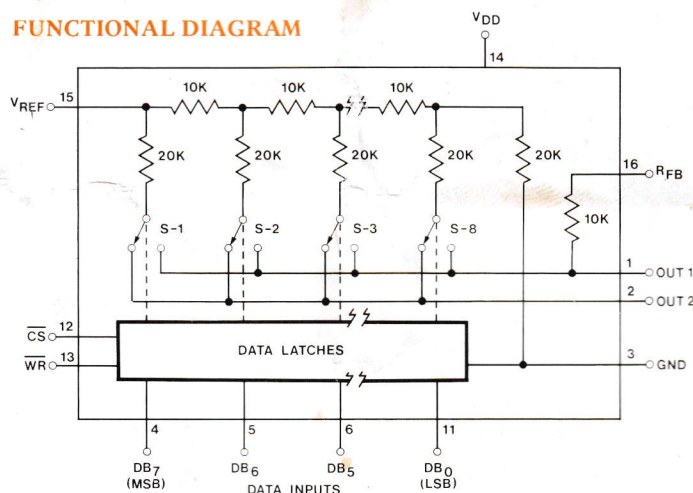 FUNCTIONAL DIAGRAM
VDD
14
VREF 15
10K 10K 10K
20K 20K 20K 20K 20K
16 RFB
10K
S-1 S-2 S-3 S-8
1 OUT 1
2 OUT 2
CS 12
WR 13
DATA LATCHES
3 GND
4 5 6 11
DB7 DB6 DB5 DB0
(MSB) (LSB)
DATA INPUTS